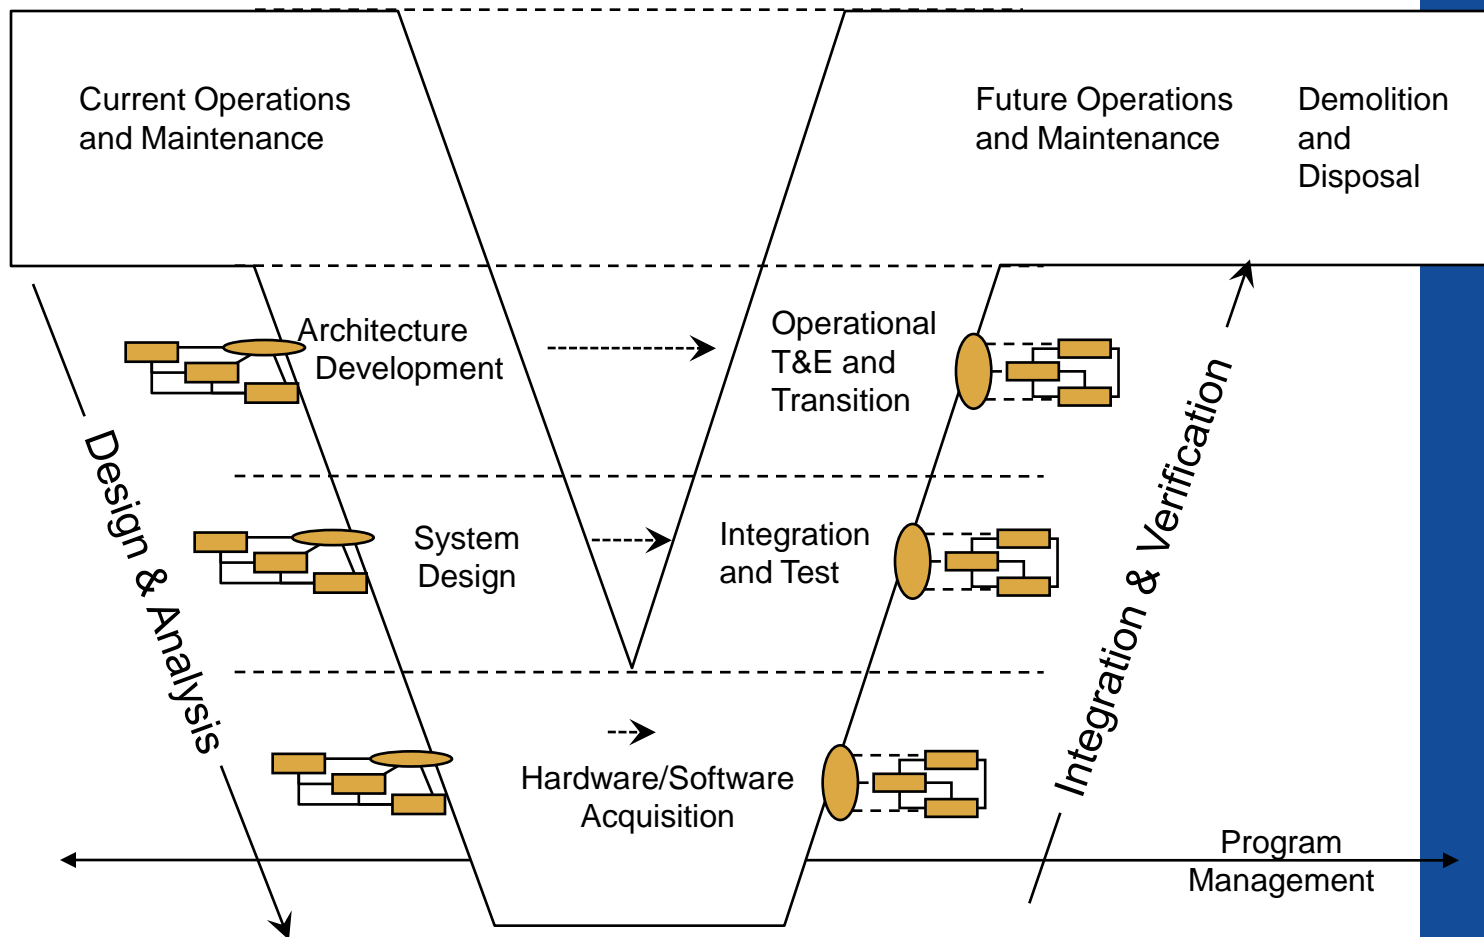 Current Operations
and Maintenance
Future Operations
and Maintenance
Demolition
and
Disposal
Architecture
Development
Operational
T&E and
Transition
Design & Analysis
System
Design
Integration
and Test
Integration & Verification
Hardware/Software
Acquisition
Program
Management